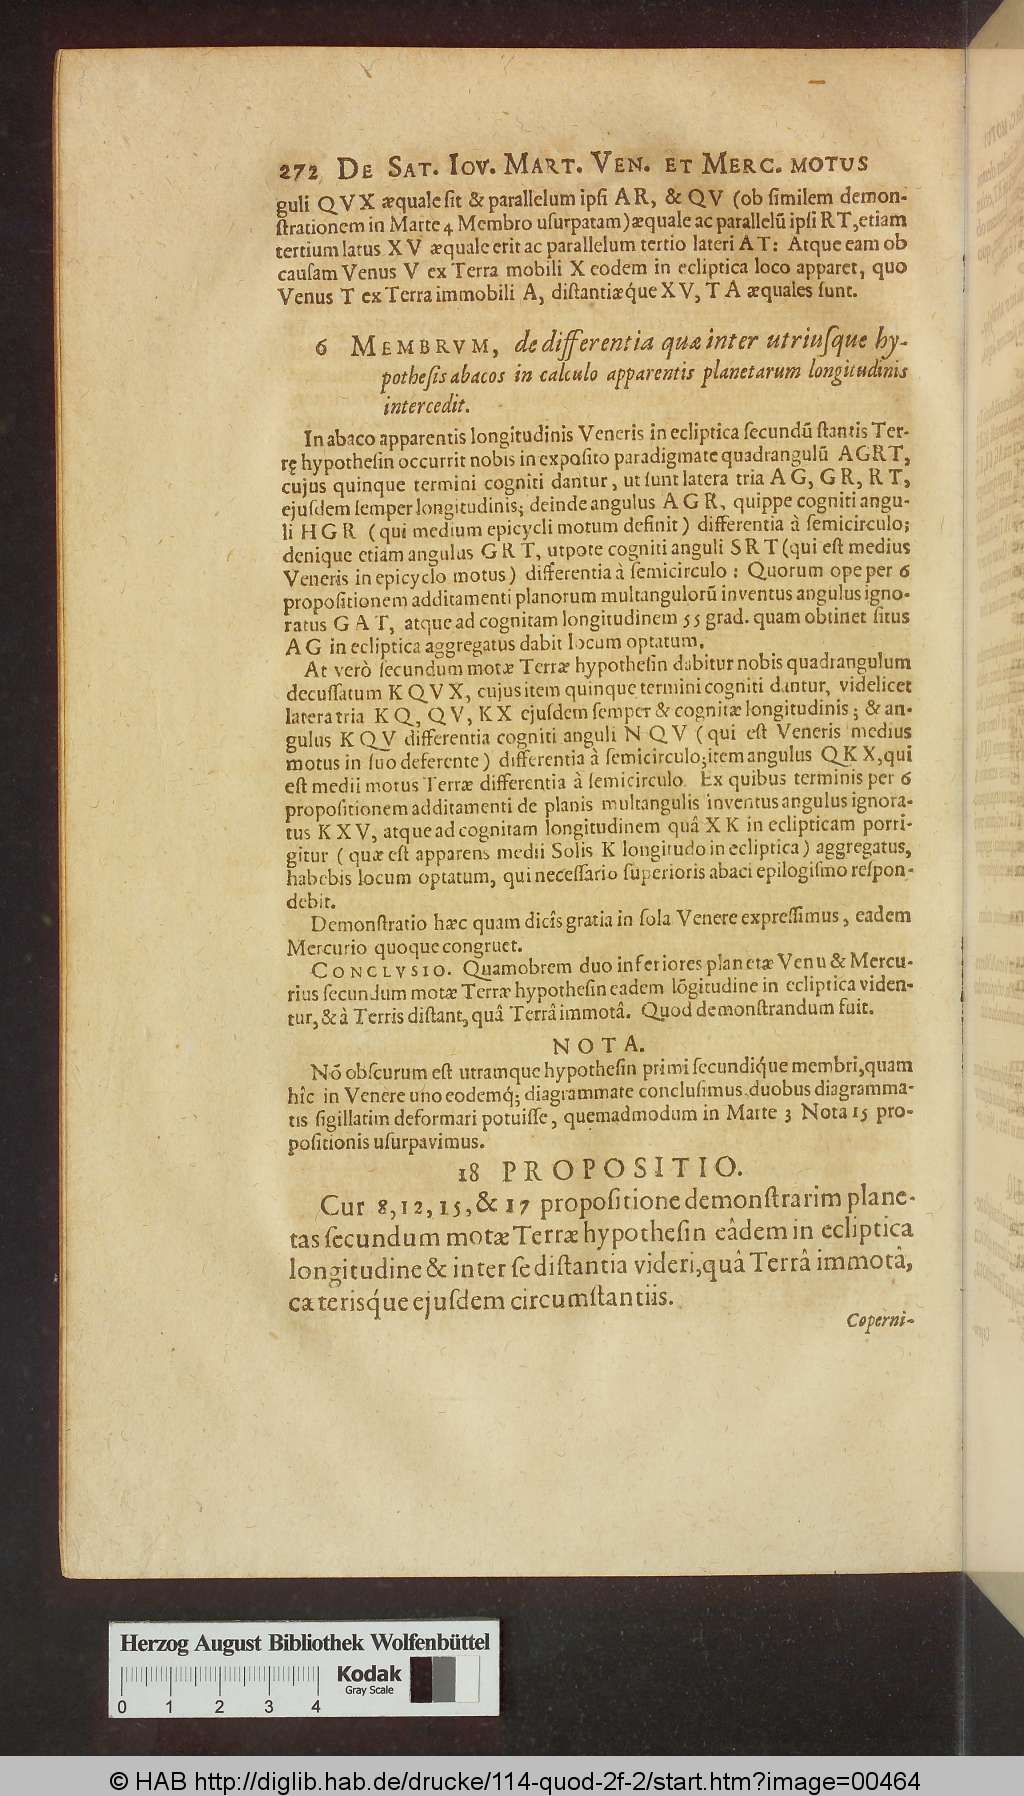 272 DE SAT. IOV. MART. VEN. ET MERC. MOTUS
guli QVX æquale ſit & parallelum ipſi AR, & QV (ob ſimilem demon-
ſtrationem in Marte 4 Membro uſurpatam) æquale ac parallelū ipſi RT, etiam
tertium latus XV æquale erit ac parallelum tertio lateri AT: Atque eam ob
cauſam Venus V ex Terra mobili X eodem in ecliptica loco apparet, quo
Venus T ex Terra immobili A, diſtantiæq́ue XV, TA æquales ſunt.
6 MEMBRVM, de differentia quæ inter utriuſque hy-
potheſis abacos in calculo apparentis planetarum longitudinis
intercedit.
In abaco apparentis longitudinis Veneris in ecliptica ſecundū ſtantis Ter-
rę hypotheſin occurrit nobis in expoſito paradigmate quadrangulū AGRT,
cujus quinque termini cogniti dantur, ut ſunt latera tria AG, GR, RT,
ejuſdem ſemper longitudinis; deinde angulus AGR, quippe cogniti angu-
li HGR (qui medium epicycli motum definit) differentia à ſemicirculo;
denique etiam angulus GRT, utpote cogniti anguli SRT (qui eſt medius
Veneris in epicyclo motus) differentia à ſemicirculo: Quorum ope per 6
propoſitionem additamenti planorum multangulorū inventus angulus igno-
ratus GAT, atque ad cognitam longitudinem 55 grad. quam obtinet ſitus
AG in ecliptica aggregatus dabit locum optatum.
At verò ſecundum motæ Terræ hypotheſin dabitur nobis quadrangulum
decuſſatum KQVX, cujus item quinque termini cogniti dantur, videlicet
latera tria KQ, QV, KX ejuſdem ſemper & cognitæ longitudinis; & an-
gulus KQV differentia cogniti anguli NQV (qui eſt Veneris medius
motus in ſuo deferente) differentia à ſemicirculo; item angulus QKX, qui
eſt medii motus Terræ differentia à ſemicirculo. Ex quibus terminis per 6
propoſitionem additamenti de planis multangulis inventus angulus ignora-
tus KXV, atque ad cognitam longitudinem quâ XK in eclipticam porri-
gitur (quæ eſt apparens medii Solis K longitudo in ecliptica) aggregatus,
habebis locum optatum, qui neceſſario ſuperioris abaci epilogiſmo reſpon-
debit.
Demonſtratio hæc quam dicîs gratia in ſola Venere expreſſimus, eadem
Mercurio quoque congruet.
CONCLVSIO. Quamobrem duo inferiores planetæ Venu & Mercu-
rius ſecundum motæ Terræ hypotheſin eadem lōgitudine in ecliptica viden-
tur, & à Terris diſtant, quâ Terrâ immotâ. Quod demonſtrandum fuit.
NOTA.
Nō obſcurum eſt utramque hypotheſin primi ſecundiq́ue membri, quam
hîc in Venere uno eodemq́; diagrammate concluſimus duobus diagramma-
tis ſigillatim deformari potuiſſe, quemadmodum in Marte 3 Nota 15 pro-
poſitionis uſurpavimus.
18 PROPOSITIO.
Cur 8, 12, 15, & 17 propoſitione demonſtrarim plane-
tas ſecundum motæ Terræ hypotheſin eâdem in ecliptica
longitudine & inter ſe diſtantia videri, quâ Terrâ immotâ,
cæterisq́ue ejuſdem circumſtantiis.
Coperni-
Herzog August Bibliothek Wolfenbüttel
Kodak
Gray Scale
0 1 2 3 4
© HAB http://diglib.hab.de/drucke/114-quod-2f-2/start.htm?image=00464